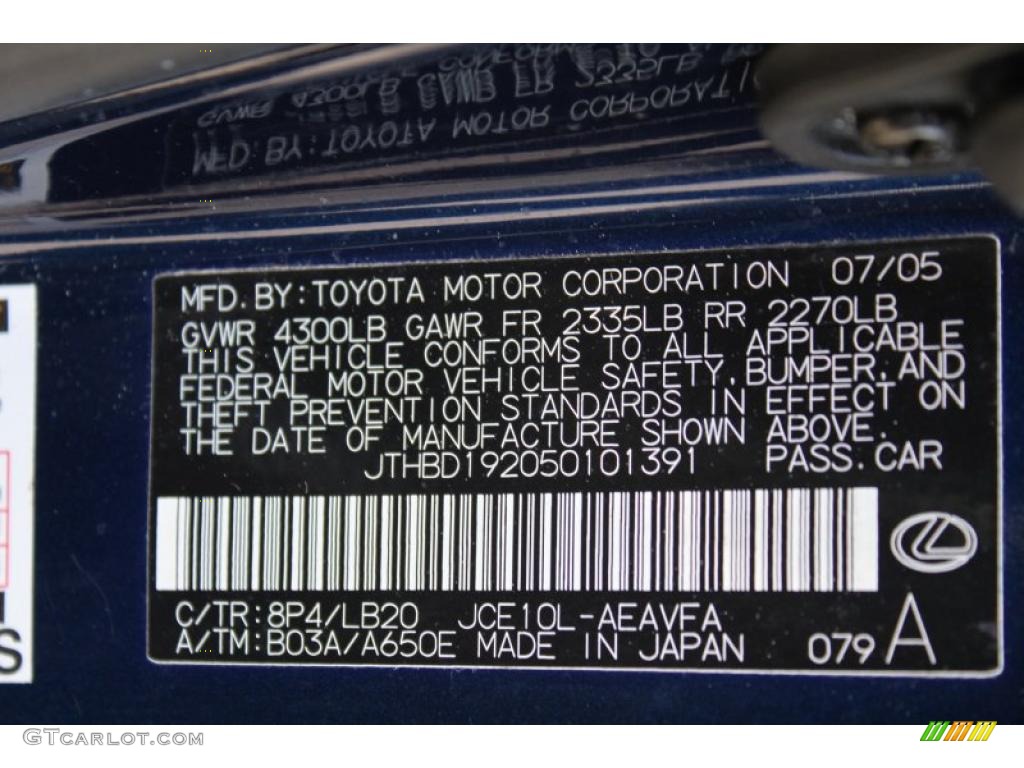 MFD.BY:TOYOTA MOTOR CORPORATION 07/05
GVWR 4300LB GAWR FR 2335LB RR 2270LB
THIS VEHICLE CONFORMS TO ALL APPLICABLE
FEDERAL MOTOR VEHICLE SAFETY,BUMPER,AND
THEFT PREVENTION STANDARDS IN EFFECT ON
THE DATE OF MANUFACTURE SHOWN ABOVE.
JTHBD192050101391 PASS.CAR
C/TR:8P4/LB20 JCE10L-AEAVFA
A/TM:B03A/A650E MADE IN JAPAN 079 A
S
GTCARLOT.COM